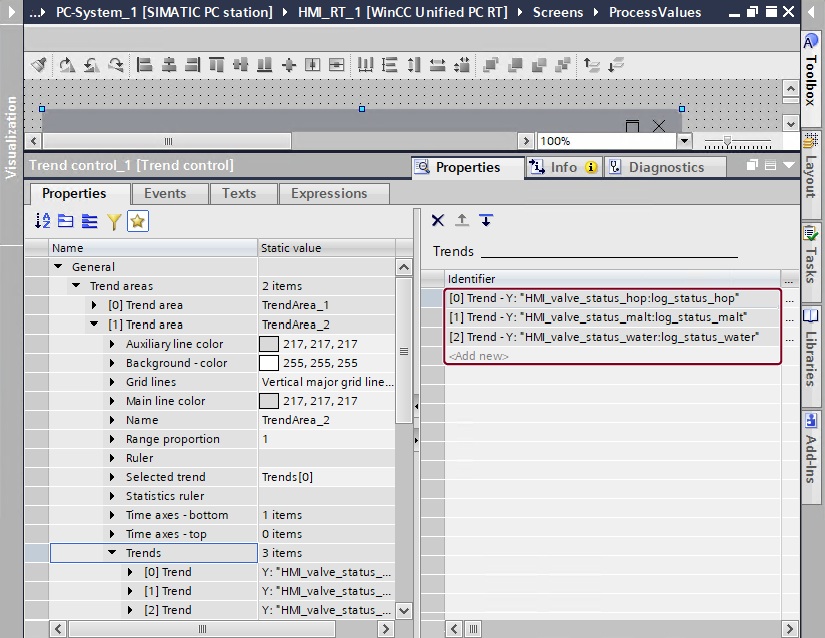 ...
PC-System_1 [SIMATIC PC station]
HMI_RT_1 [WinCC Unified PC RT]
Screens
ProcessValues
Visualization
Toolbox
Layout
Tasks
Libraries
Add-Ins
100%
Trend control_1 [Trend control]
Properties
Info
Diagnostics
Properties
Events
Texts
Expressions
Name Static value
General
Trend areas 2 items
[0] Trend area TrendArea_1
[1] Trend area TrendArea_2
Auxiliary line color 217, 217, 217
Background - color 255, 255, 255
Grid lines Vertical major grid line...
Main line color 217, 217, 217
Name TrendArea_2
Range proportion 1
Ruler
Selected trend Trends[0]
Statistics ruler
Time axes - bottom 1 items
Time axes - top 0 items
Trends 3 items
[0] Trend Y: "HMI_valve_status_...
[1] Trend Y: "HMI_valve_status_...
[2] Trend Y: "HMI_valve_status_...
Trends
Identifier ...
[0] Trend - Y: "HMI_valve_status_hop:log_status_hop" ...
[1] Trend - Y: "HMI_valve_status_malt:log_status_malt" ...
[2] Trend - Y: "HMI_valve_status_water:log_status_water" ...
<Add new>